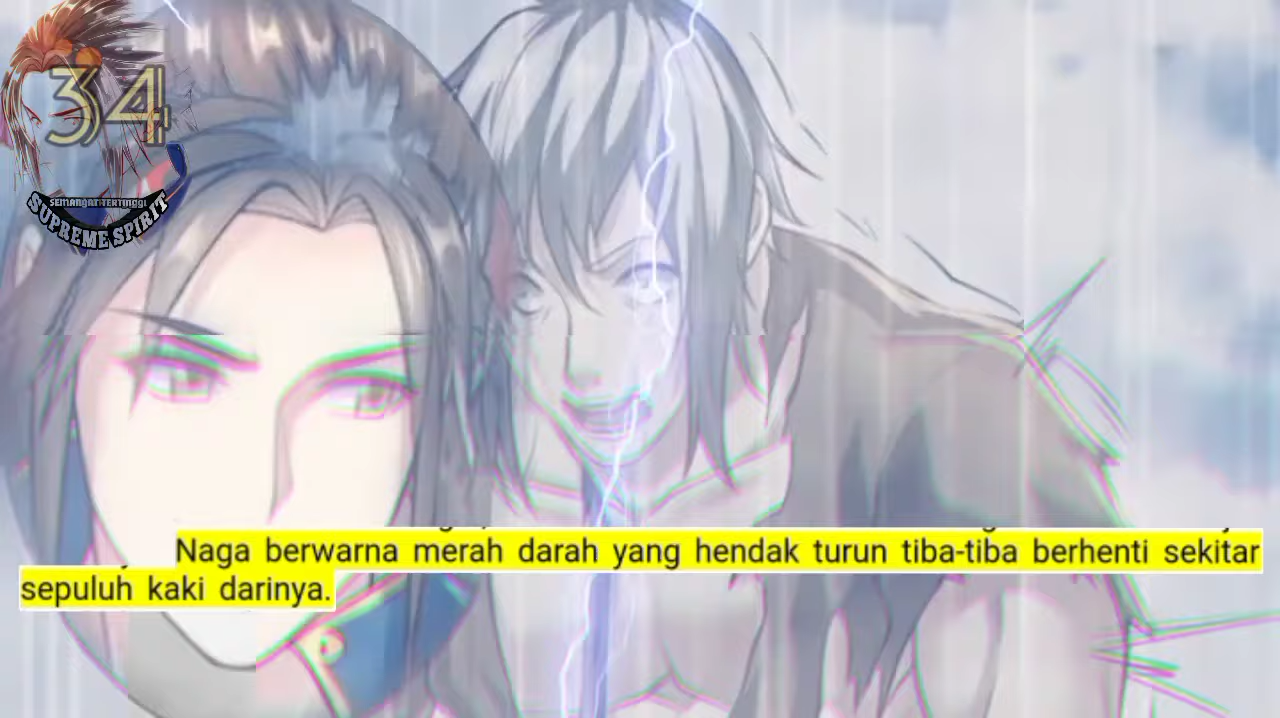 34
SEMANGAT TERTINGGI
SUPREME SPIRIT
Naga berwarna merah darah yang hendak turun tiba-tiba berhenti sekitar
sepuluh kaki darinya.